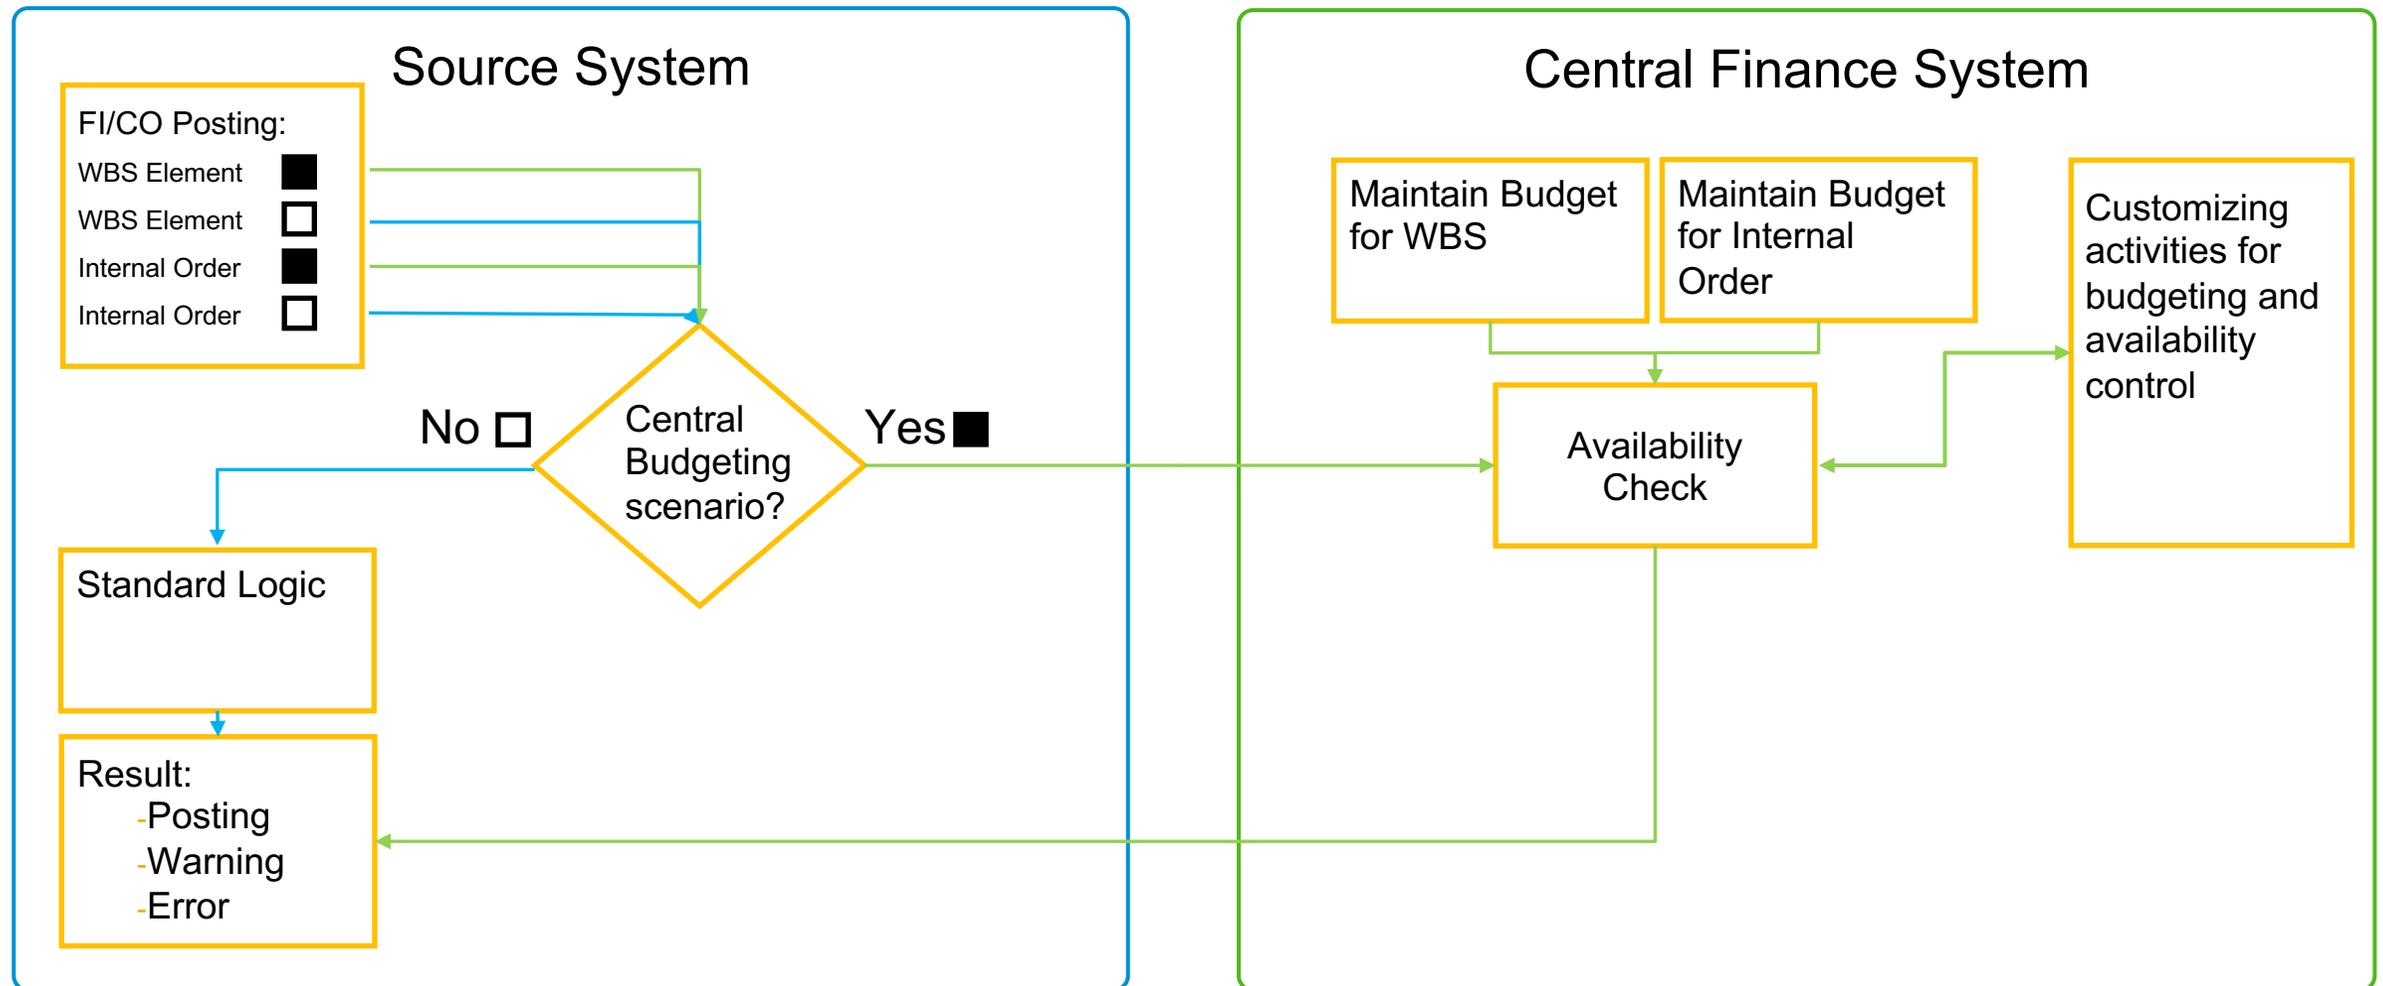 Source System
FI/CO Posting:
WBS Element
WBS Element
Internal Order
Internal Order
Central
Budgeting
scenario?
No
Yes
Standard Logic
Result:
-Posting
-Warning
-Error
Central Finance System
Maintain Budget
for WBS
Maintain Budget
for Internal
Order
Customizing
activities for
budgeting and
availability
control
Availability
Check